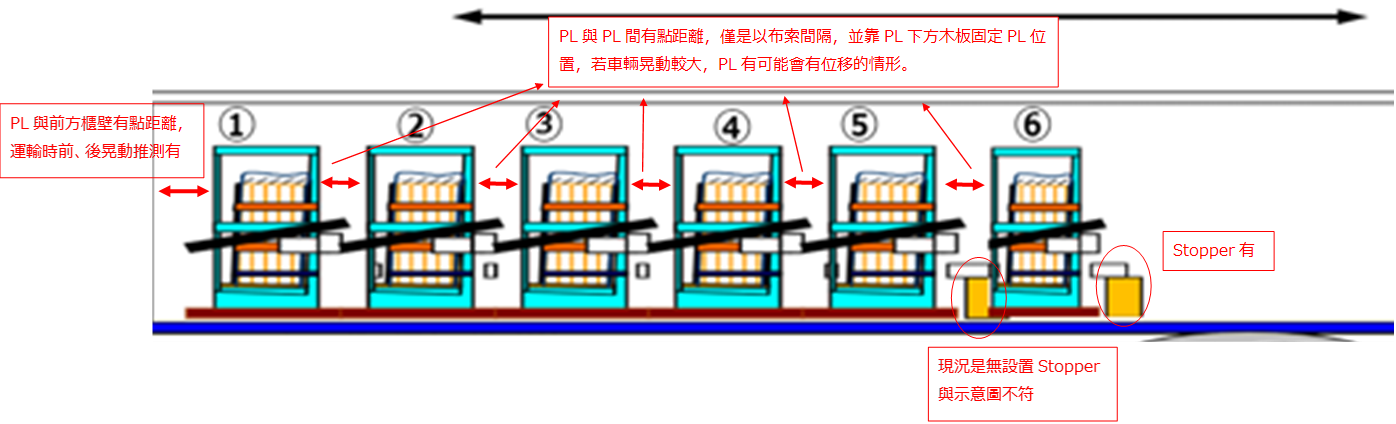 PL 與 PL 間有點距離，僅是以布索間隔，並靠 PL 下方木板固定 PL 位
置，若車輛晃動較大，PL 有可能會有位移的情形。
PL 與前方櫃壁有點距離，
運輸時前、後晃動推測有
①
②
③
④
⑤
⑥
Stopper 有
現況是無設置 Stopper
與示意圖不符